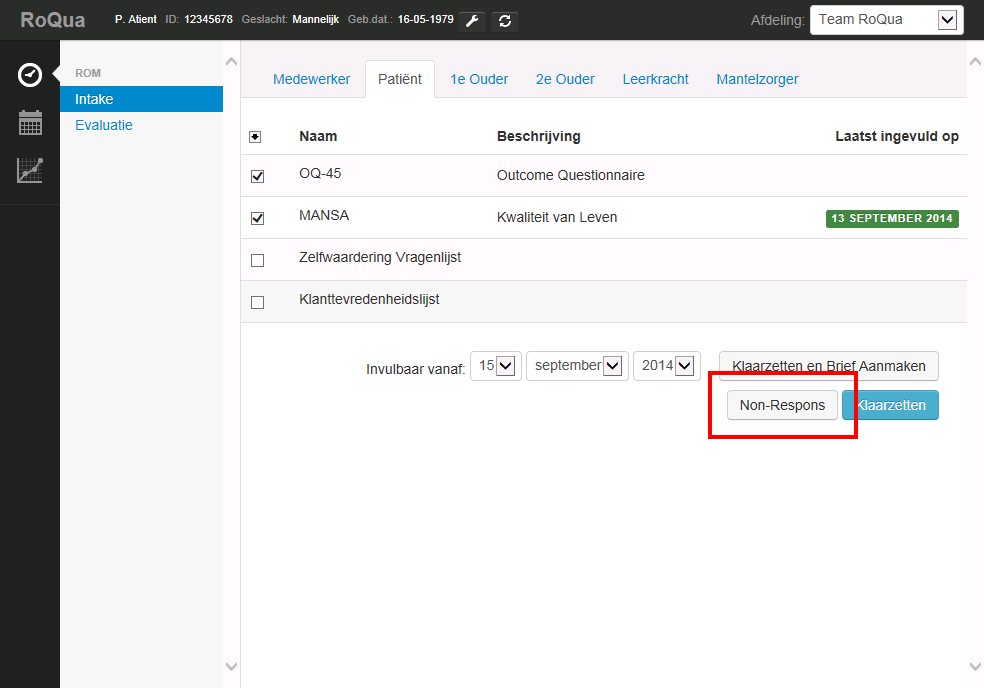 RoQua P. Atient ID: 12345678 Geslacht: Mannelijk Geb.dat.: 16-05-1979 Afdeling: Team RoQua
ROM
Intake
Evaluatie
Medewerker Patiënt 1e Ouder 2e Ouder Leerkracht Mantelzorger
Naam Beschrijving Laatst ingevuld op
OQ-45 Outcome Questionnaire
MANSA Kwaliteit van Leven 13 SEPTEMBER 2014
Zelfwaardering Vragenlijst
Klanttevredenheidslijst
Invulbaar vanaf: 15 september 2014 Klaarzetten en Brief Aanmaken
Non-Respons Klaarzetten